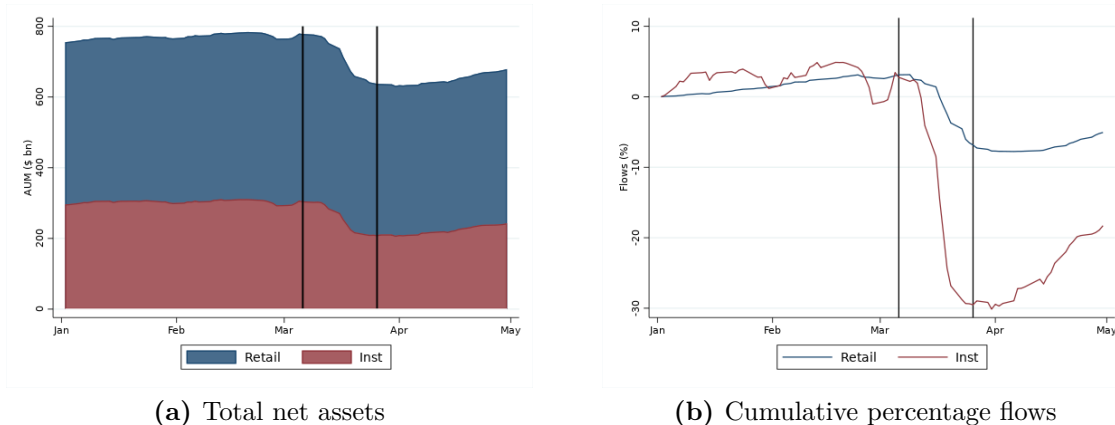 800
600
400
200
0
AUM ($ bn)
Jan
Feb
Mar
Apr
May
Retail
Inst
(a) Total net assets
10
0
-10
-20
-30
Flows (%)
Jan
Feb
Mar
Apr
May
Retail
Inst
(b) Cumulative percentage flows